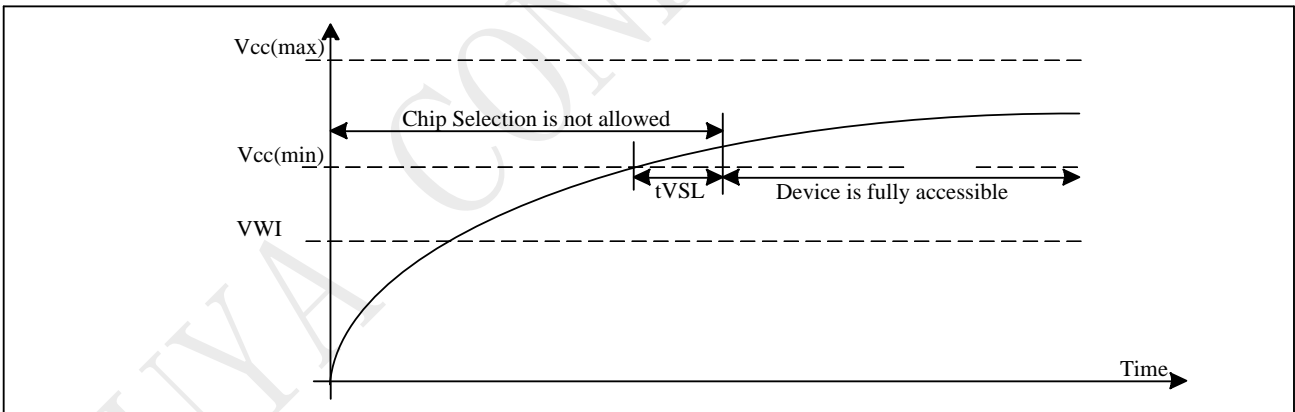 Vcc(max)
Chip Selection is not allowed
Vcc(min)
tVSL
Device is fully accessible
VWI
Time